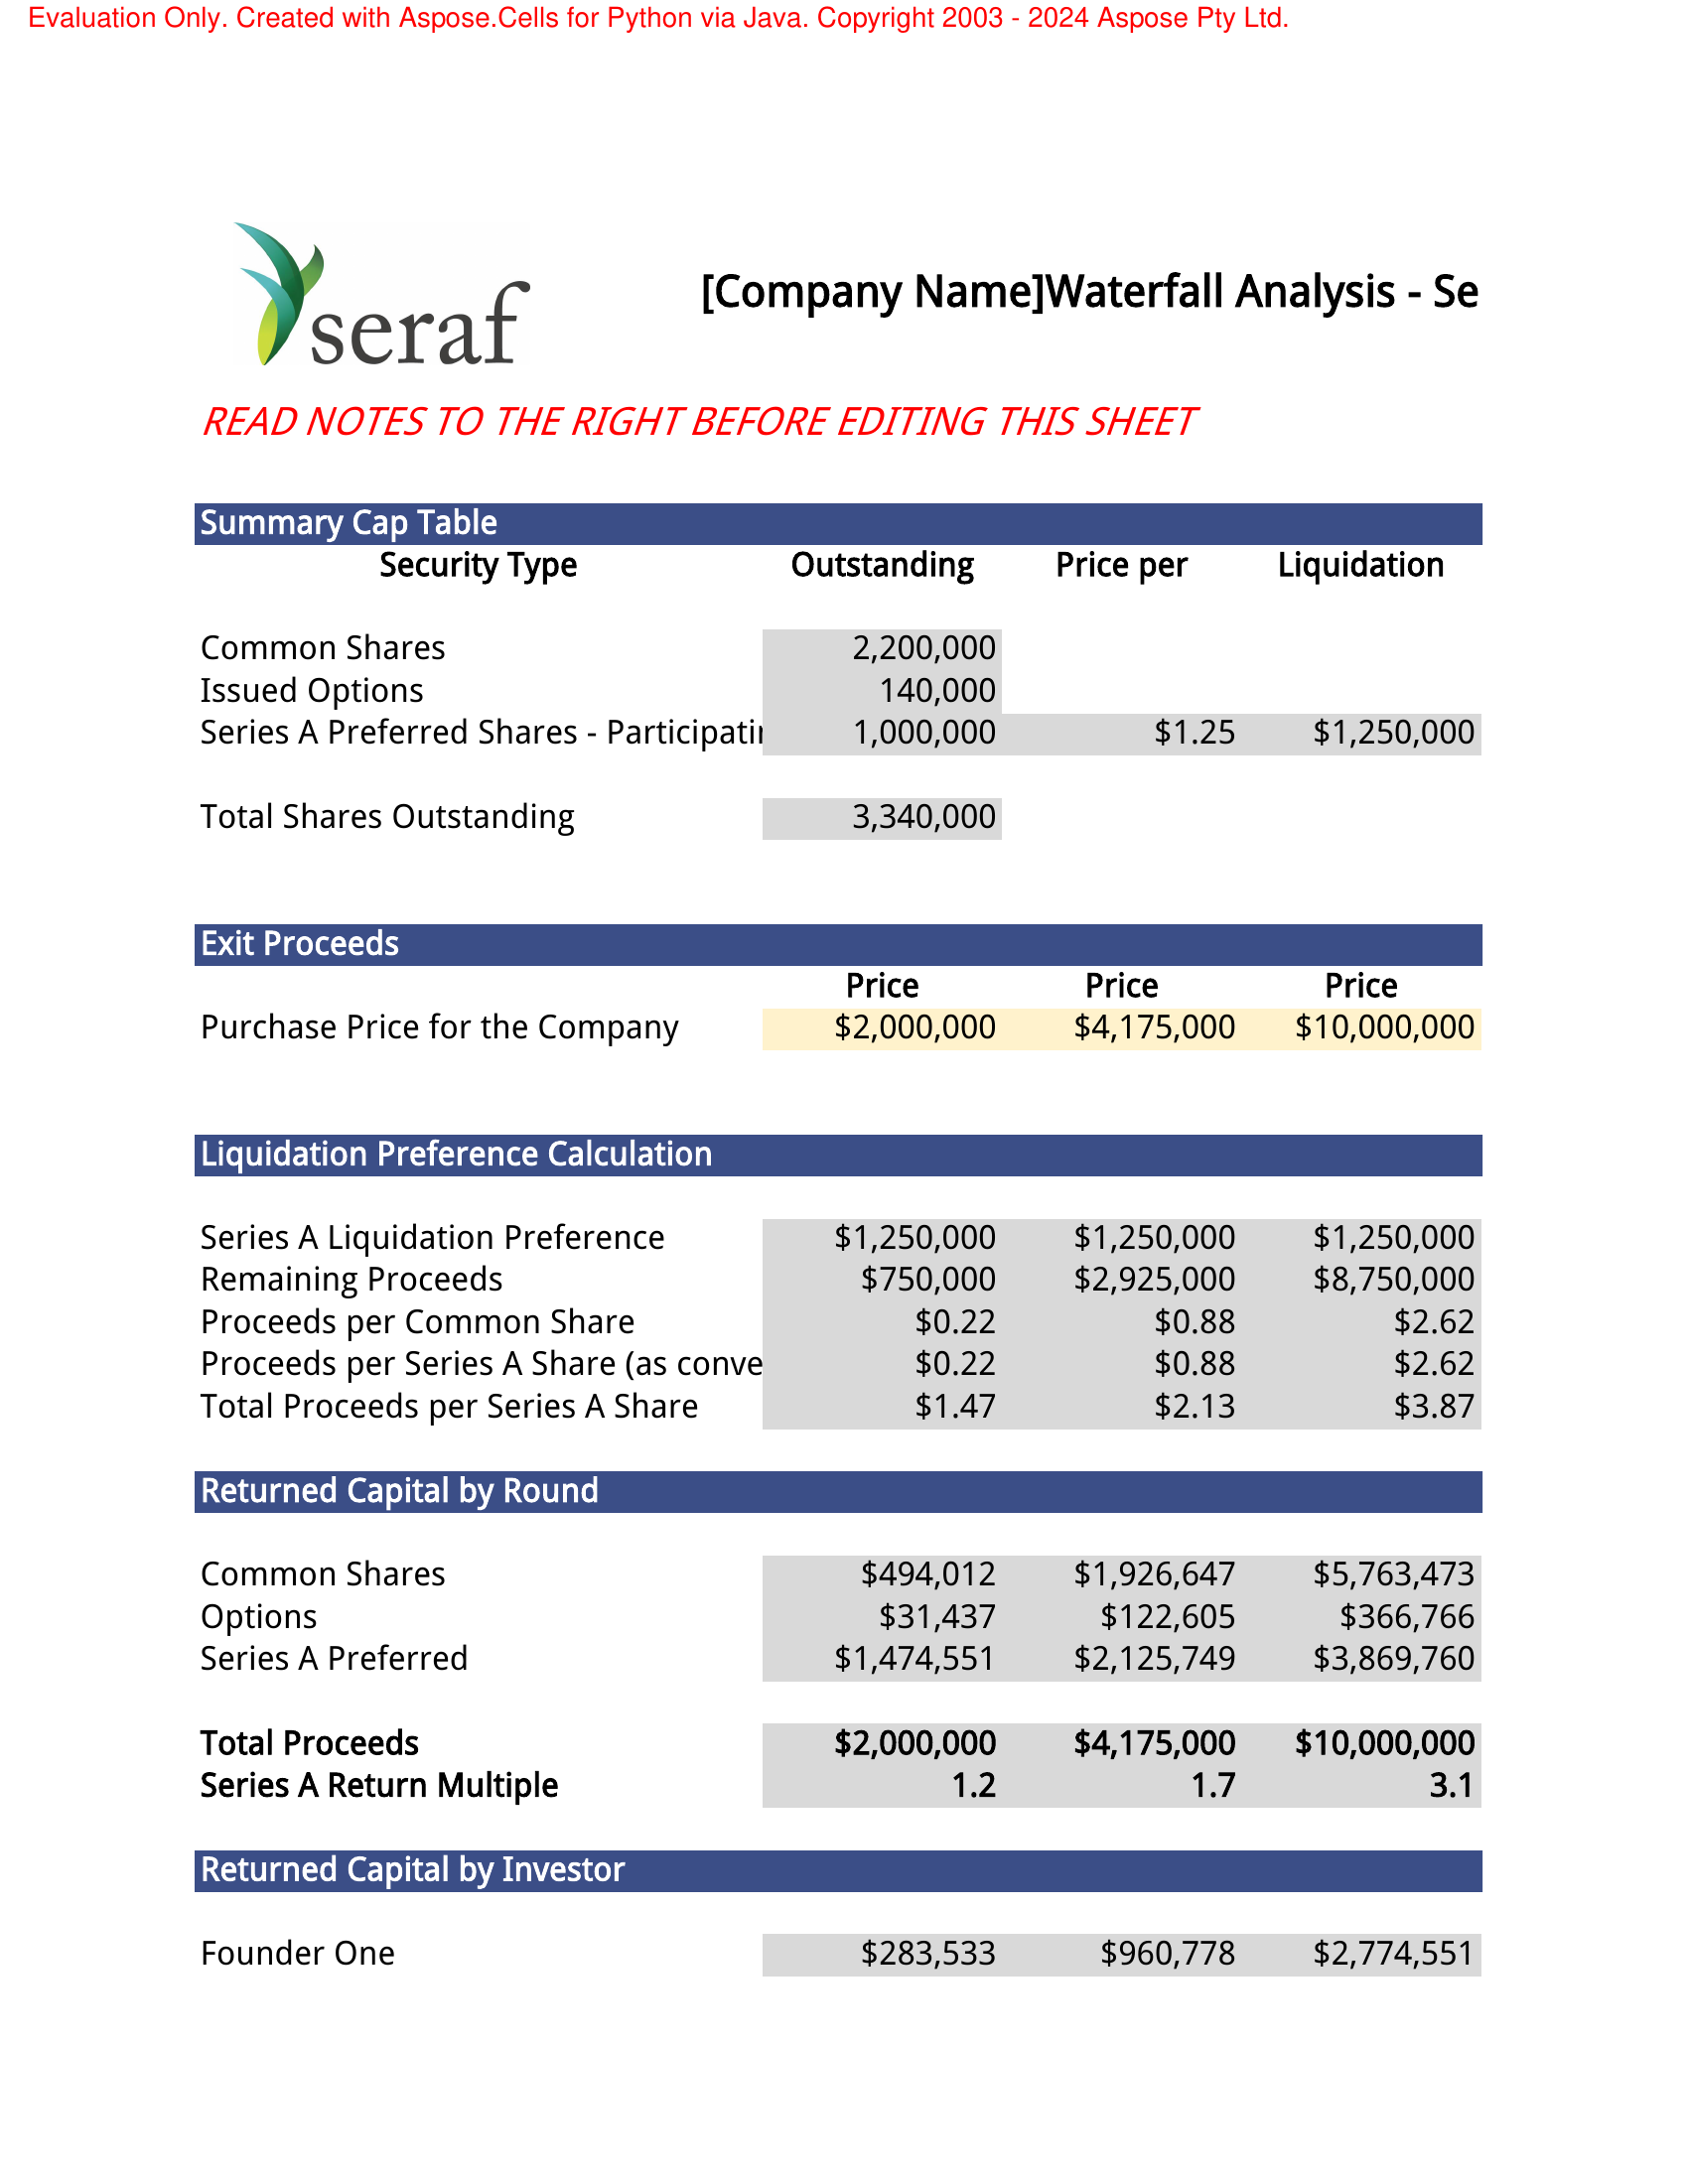 Evaluation Only. Created with Aspose.Cells for Python via Java. Copyright 2003 - 2024 Aspose Pty Ltd.
seraf
[Company Name]Waterfall Analysis - Se
READ NOTES TO THE RIGHT BEFORE EDITING THIS SHEET
Summary Cap Table
Security Type Outstanding Price per Liquidation
Common Shares 2,200,000
Issued Options 140,000
Series A Preferred Shares - Participatin 1,000,000 $1.25 $1,250,000
Total Shares Outstanding 3,340,000
Exit Proceeds
Price Price Price
Purchase Price for the Company $2,000,000 $4,175,000 $10,000,000
Liquidation Preference Calculation
Series A Liquidation Preference $1,250,000 $1,250,000 $1,250,000
Remaining Proceeds $750,000 $2,925,000 $8,750,000
Proceeds per Common Share $0.22 $0.88 $2.62
Proceeds per Series A Share (as conve $0.22 $0.88 $2.62
Total Proceeds per Series A Share $1.47 $2.13 $3.87
Returned Capital by Round
Common Shares $494,012 $1,926,647 $5,763,473
Options $31,437 $122,605 $366,766
Series A Preferred $1,474,551 $2,125,749 $3,869,760
Total Proceeds $2,000,000 $4,175,000 $10,000,000
Series A Return Multiple 1.2 1.7 3.1
Returned Capital by Investor
Founder One $283,533 $960,778 $2,774,551